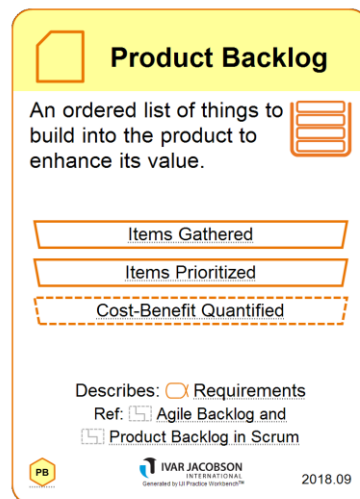 Product Backlog
An ordered list of things to
build into the product to
enhance its value.
Items Gathered
Items Prioritized
Cost-Benefit Quantified
Describes: Requirements
Ref: Agile Backlog and
Product Backlog in Scrum
PB
IVAR JACOBSON
INTERNATIONAL
Generated by IJI Practice Workbench™
2018.09